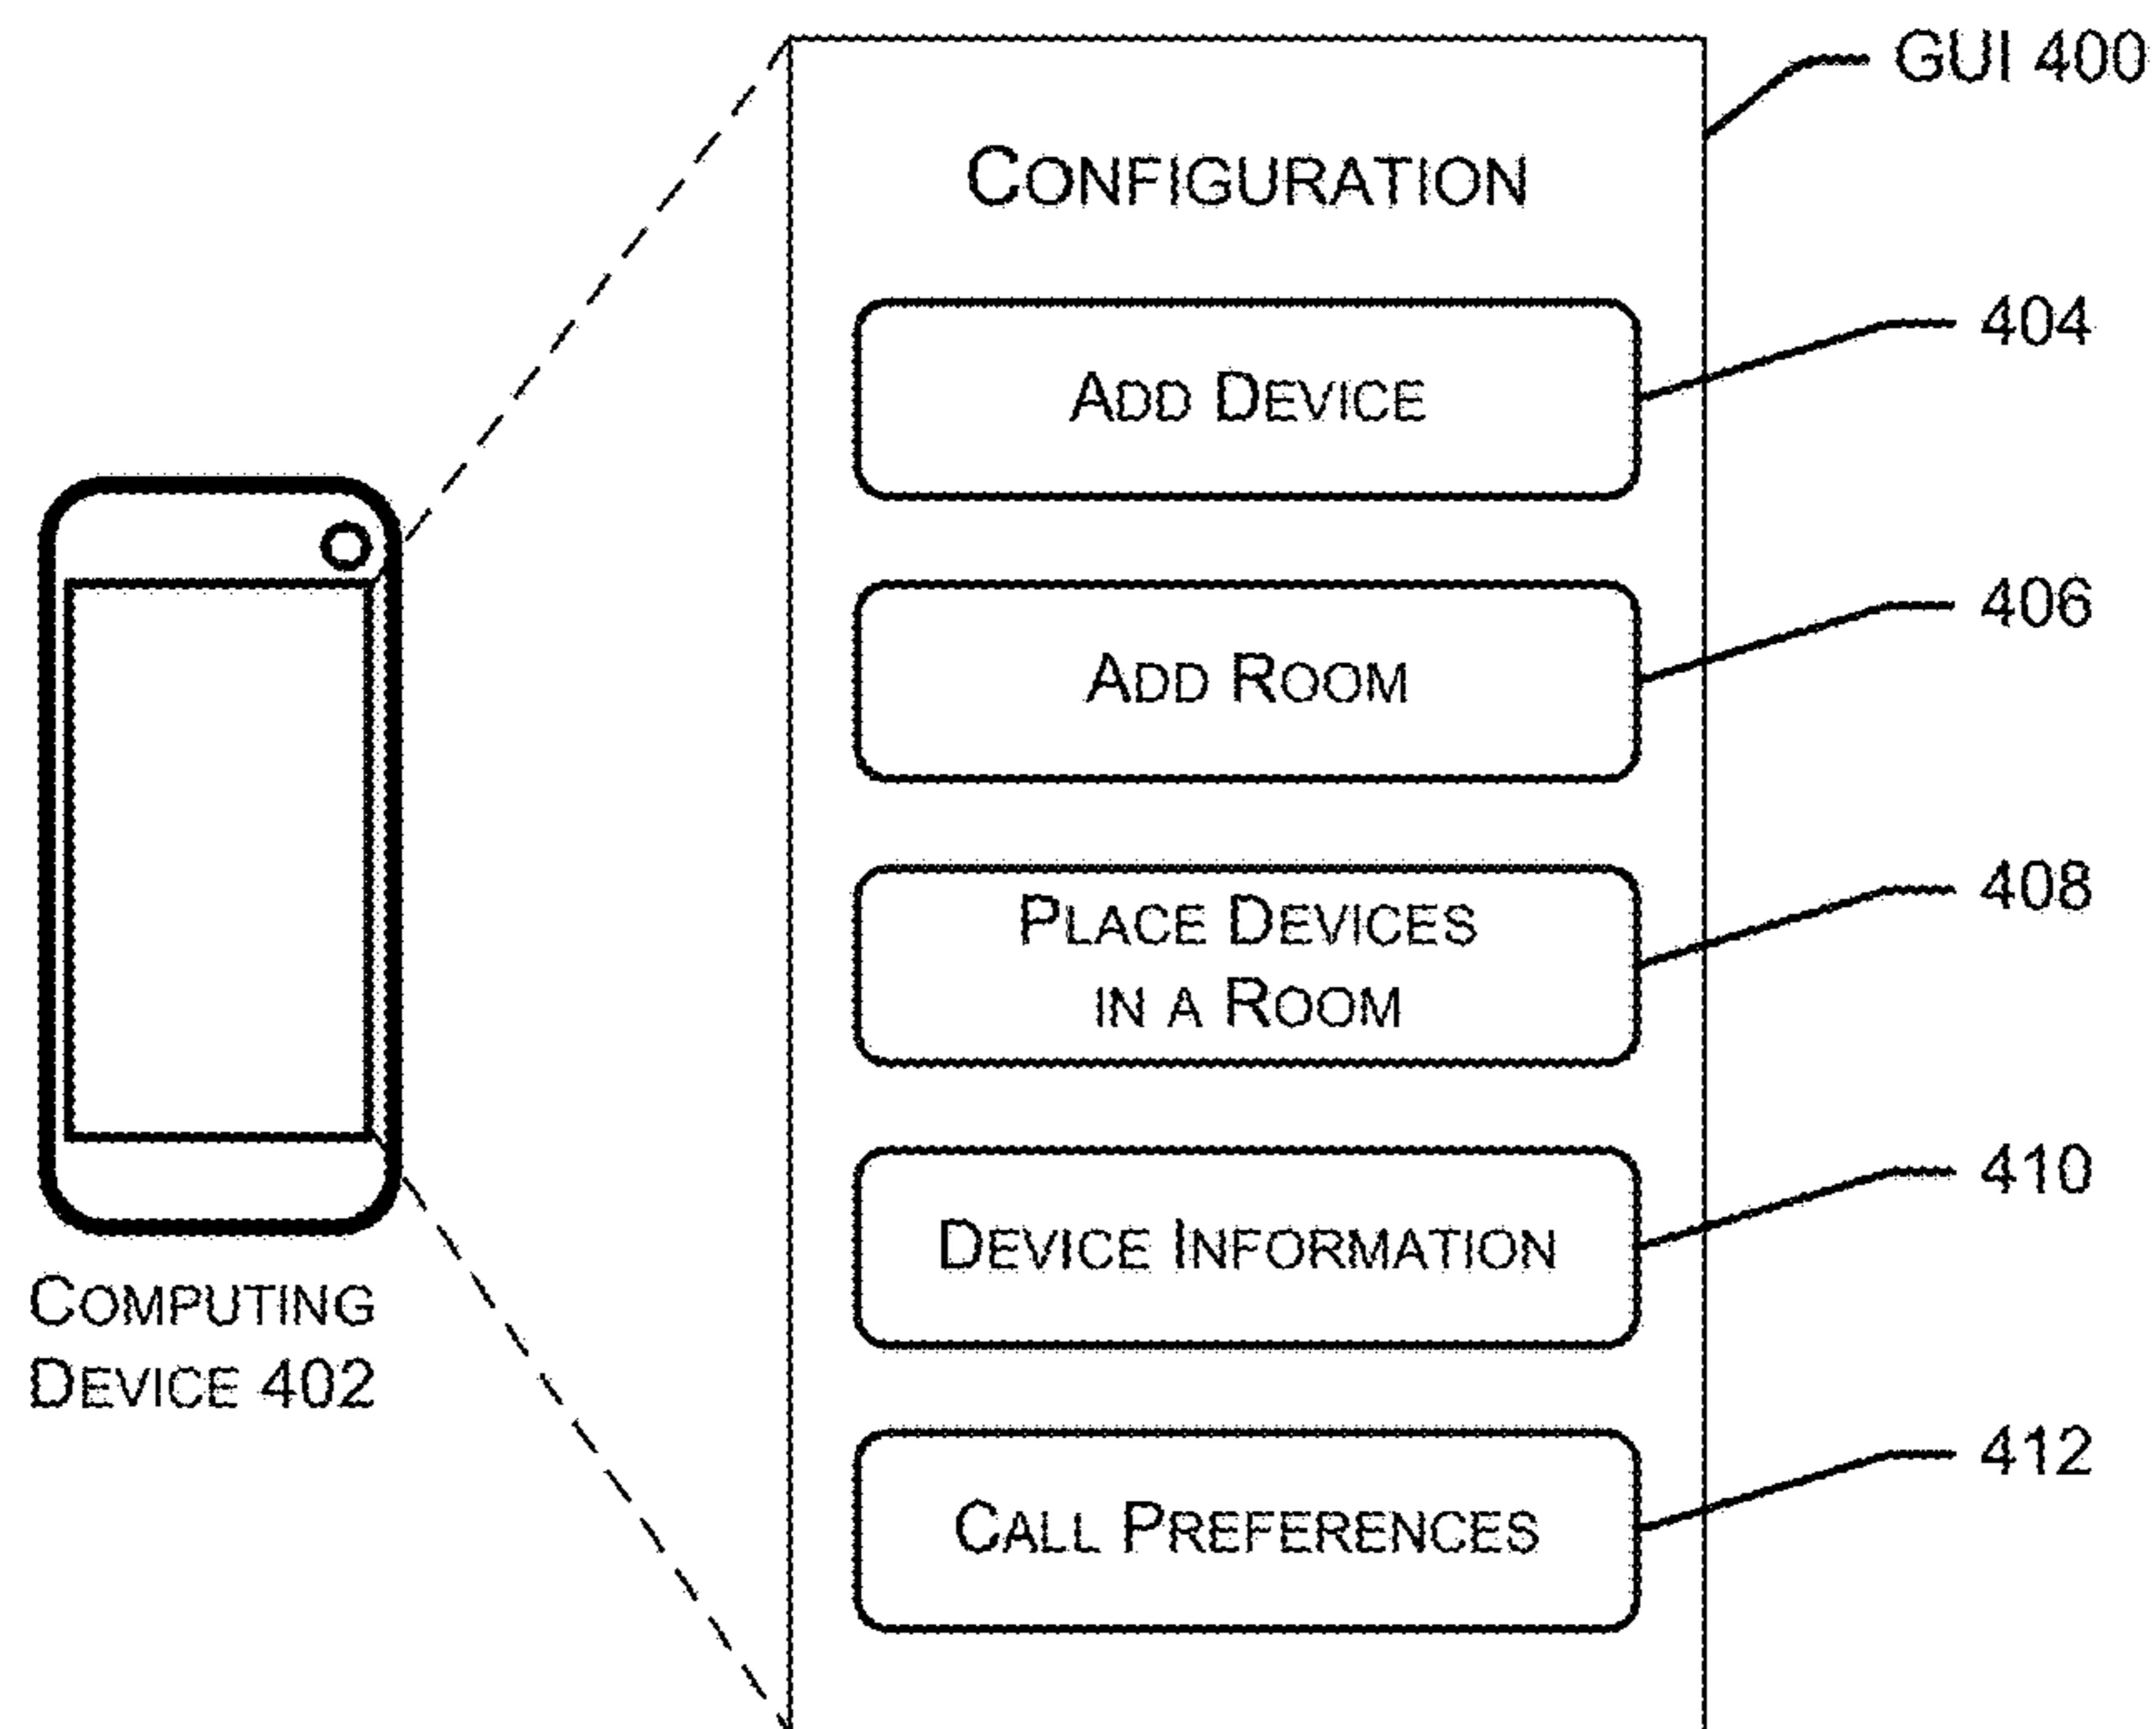 GUI 400
CONFIGURATION
ADD DEVICE
404
ADD ROOM
406
PLACE DEVICES
IN A ROOM
408
DEVICE INFORMATION
410
CALL PREFERENCES
412
COMPUTING
DEVICE 402